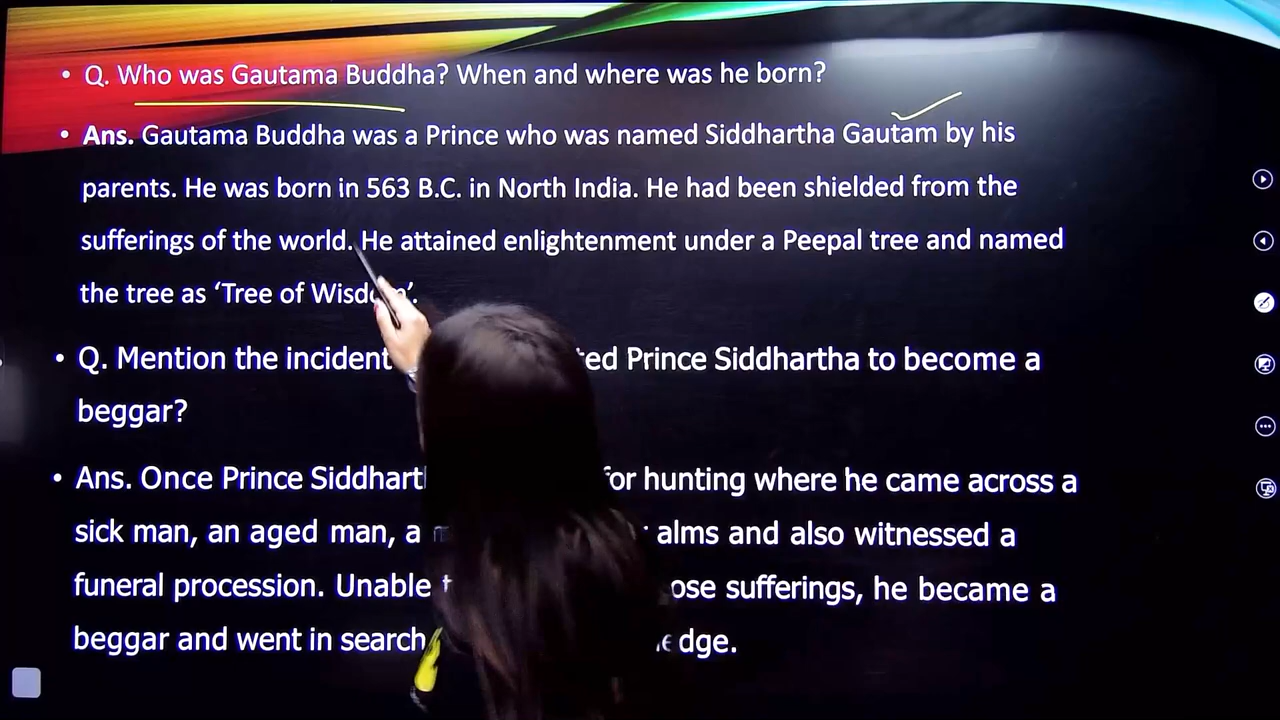 • Q. Who was Gautama Buddha? When and where was he born?
• Ans. Gautama Buddha was a Prince who was named Siddhartha Gautam by his
parents. He was born in 563 B.C. in North India. He had been shielded from the
sufferings of the world. He attained enlightenment under a Peepal tree and named
the tree as ‘Tree of Wisdom’.
• Q. Mention the incident Prince Siddhartha to become a
beggar?
• Ans. Once Prince for hunting where he came across a
sick man, an aged man, a alms and also witnessed a
funeral procession. Unable sufferings, he became a
beggar and went in search